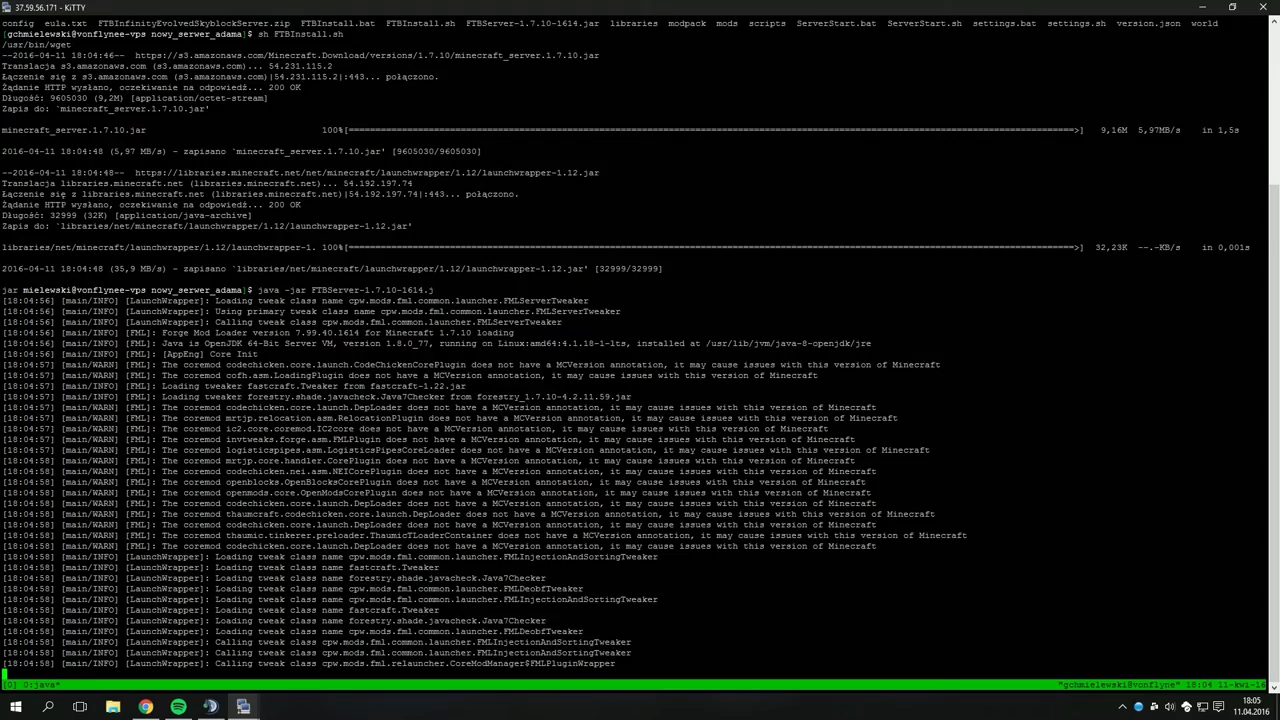 37.59.56.171 - KiTTY
config  eula.txt  FTBInfinityEvolvedSkyblockServer.zip  FTBInstall.bat  FTBInstall.sh  FTBServer-1.7.10-1614.jar  libraries  modpack  mods  scripts  ServerStart.bat  ServerStart.sh  settings.bat  settings.sh  version.json  world
[gchmielewski@vonflynee-vps nowy_serwer_adama]$ sh FTBInstall.sh
/usr/bin/wget
--2016-04-11 18:04:46--  https://s3.amazonaws.com/Minecraft.Download/versions/1.7.10/minecraft_server.1.7.10.jar
Translacja s3.amazonaws.com (s3.amazonaws.com)... 54.231.115.2
Łączenie się z s3.amazonaws.com (s3.amazonaws.com)|54.231.115.2|:443... połączono.
Żądanie HTTP wysłano, oczekiwanie na odpowiedź... 200 OK
Długość: 9605030 (9,2M) [application/octet-stream]
Zapis do: `minecraft_server.1.7.10.jar'
minecraft_server.1.7.10.jar 100%[===================================================>] 9,16M 5,97MB/s in 1,5s
2016-04-11 18:04:48 (5,97 MB/s) - zapisano `minecraft_server.1.7.10.jar' [9605030/9605030]
--2016-04-11 18:04:48--  https://libraries.minecraft.net/net/minecraft/launchwrapper/1.12/launchwrapper-1.12.jar
Translacja libraries.minecraft.net (libraries.minecraft.net)... 54.192.197.74
Łączenie się z libraries.minecraft.net (libraries.minecraft.net)|54.192.197.74|:443... połączono.
Żądanie HTTP wysłano, oczekiwanie na odpowiedź... 200 OK
Długość: 32999 (32K) [application/java-archive]
Zapis do: `libraries/net/minecraft/launchwrapper/1.12/launchwrapper-1.12.jar'
libraries/net/minecraft/launchwrapper/1.12/launchwrapper-1. 100%[===================================================>] 32,23K --.-KB/s in 0,001s
2016-04-11 18:04:48 (35,9 MB/s) - zapisano `libraries/net/minecraft/launchwrapper/1.12/launchwrapper-1.12.jar' [32999/32999]
jar mielewski@vonflynee-vps nowy_serwer_adama]$ java -jar FTBServer-1.7.10-1614.j
[18:04:56] [main/INFO] [LaunchWrapper]: Loading tweak class name cpw.mods.fml.common.launcher.FMLServerTweaker
[18:04:56] [main/INFO] [LaunchWrapper]: Using primary tweak class name cpw.mods.fml.common.launcher.FMLServerTweaker
[18:04:56] [main/INFO] [LaunchWrapper]: Calling tweak class cpw.mods.fml.common.launcher.FMLServerTweaker
[18:04:56] [main/INFO] [FML]: Forge Mod Loader version 7.99.40.1614 for Minecraft 1.7.10 loading
[18:04:56] [main/INFO] [FML]: Java is OpenJDK 64-Bit Server VM, version 1.8.0_77, running on Linux:amd64:4.1.18-1-lts, installed at /usr/lib/jvm/java-8-openjdk/jre
[18:04:56] [main/INFO] [FML]: [AppEng] Core Init
[18:04:56] [main/WARN] [FML]: The coremod codechicken.core.launch.CodeChickenCorePlugin does not have a MCVersion annotation, it may cause issues with this version of Minecraft
[18:04:56] [main/WARN] [FML]: The coremod cofh.asm.LoadingPlugin does not have a MCVersion annotation, it may cause issues with this version of Minecraft
[18:04:56] [main/INFO] [FML]: Loading tweaker fastcraft.Tweaker from fastcraft-1.22.jar
[18:04:57] [main/INFO] [FML]: Loading tweaker forestry.shade.javacheck.Java7Checker from forestry_1.7.10-4.2.11.59.jar
[18:04:57] [main/WARN] [FML]: The coremod codechicken.core.launch.DepLoader does not have a MCVersion annotation, it may cause issues with this version of Minecraft
[18:04:57] [main/WARN] [FML]: The coremod mrtjp.relocation.asm.RelocationPlugin does not have a MCVersion annotation, it may cause issues with this version of Minecraft
[18:04:57] [main/WARN] [FML]: The coremod ic2.core.coremod.IC2core does not have a MCVersion annotation, it may cause issues with this version of Minecraft
[18:04:57] [main/WARN] [FML]: The coremod invtweaks.forge.asm.FMLPlugin does not have a MCVersion annotation, it may cause issues with this version of Minecraft
[18:04:57] [main/WARN] [FML]: The coremod logisticspipes.asm.LogisticsPipesCoreLoader does not have a MCVersion annotation, it may cause issues with this version of Minecraft
[18:04:58] [main/WARN] [FML]: The coremod mrtjp.core.handler.CorePlugin does not have a MCVersion annotation, it may cause issues with this version of Minecraft
[18:04:58] [main/WARN] [FML]: The coremod codechicken.nei.asm.NEICorePlugin does not have a MCVersion annotation, it may cause issues with this version of Minecraft
[18:04:58] [main/WARN] [FML]: The coremod openblocks.OpenBlocksCorePlugin does not have a MCVersion annotation, it may cause issues with this version of Minecraft
[18:04:58] [main/WARN] [FML]: The coremod openmods.core.OpenModsCorePlugin does not have a MCVersion annotation, it may cause issues with this version of Minecraft
[18:04:58] [main/WARN] [FML]: The coremod codechicken.core.launch.DepLoader does not have a MCVersion annotation, it may cause issues with this version of Minecraft
[18:04:58] [main/WARN] [FML]: The coremod thaumcraft.codechicken.core.launch.DepLoader does not have a MCVersion annotation, it may cause issues with this version of Minecraft
[18:04:58] [main/WARN] [FML]: The coremod codechicken.core.launch.DepLoader does not have a MCVersion annotation, it may cause issues with this version of Minecraft
[18:04:58] [main/WARN] [FML]: The coremod thaumic.tinkerer.preloader.ThaumicTLoaderContainer does not have a MCVersion annotation, it may cause issues with this version of Minecraft
[18:04:58] [main/WARN] [FML]: The coremod codechicken.core.launch.DepLoader does not have a MCVersion annotation, it may cause issues with this version of Minecraft
[18:04:58] [main/INFO] [LaunchWrapper]: Loading tweak class name cpw.mods.fml.common.launcher.FMLInjectionAndSortingTweaker
[18:04:58] [main/INFO] [LaunchWrapper]: Loading tweak class name fastcraft.Tweaker
[18:04:58] [main/INFO] [LaunchWrapper]: Loading tweak class name forestry.shade.javacheck.Java7Checker
[18:04:58] [main/INFO] [LaunchWrapper]: Loading tweak class name cpw.mods.fml.common.launcher.FMLDeobfTweaker
[18:04:58] [main/INFO] [LaunchWrapper]: Calling tweak class cpw.mods.fml.common.launcher.FMLInjectionAndSortingTweaker
[18:04:58] [main/INFO] [LaunchWrapper]: Loading tweak class name fastcraft.Tweaker
[18:04:58] [main/INFO] [LaunchWrapper]: Loading tweak class name forestry.shade.javacheck.Java7Checker
[18:04:58] [main/INFO] [LaunchWrapper]: Loading tweak class name cpw.mods.fml.common.launcher.FMLDeobfTweaker
[18:04:58] [main/INFO] [LaunchWrapper]: Calling tweak class cpw.mods.fml.common.launcher.FMLInjectionAndSortingTweaker
[18:04:58] [main/INFO] [LaunchWrapper]: Calling tweak class cpw.mods.fml.common.launcher.FMLInjectionAndSortingTweaker
[18:04:58] [main/INFO] [LaunchWrapper]: Calling tweak class cpw.mods.fml.relauncher.CoreModManager$FMLPluginWrapper
[0] 0:java* "gchmielewski@vonflyne" 18:04 11-kwi-16
18:05
11.04.2016